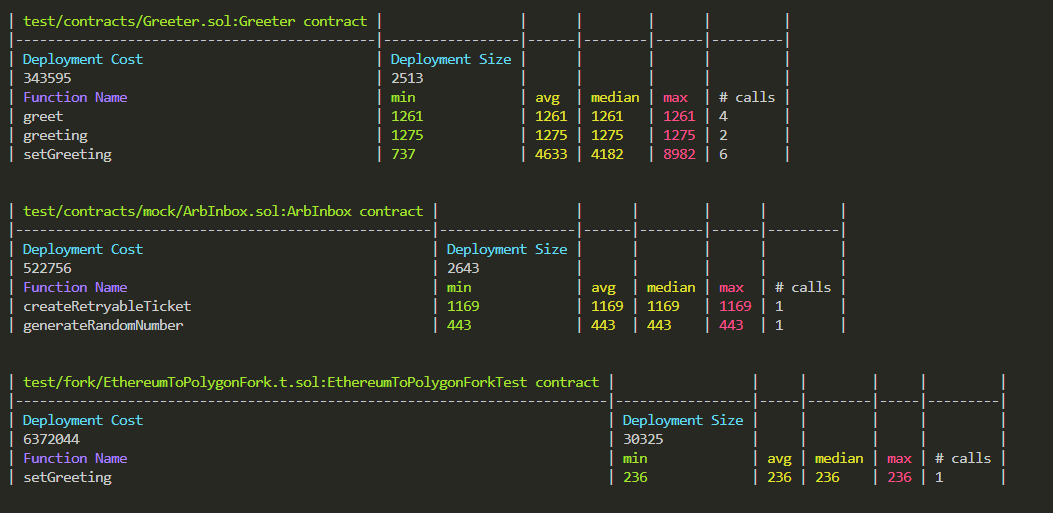 | test/contracts/Greeter.sol:Greeter contract | | | | | |
|---------------------------------------------|-----------------|------|--------|------|---------|
| Deployment Cost | Deployment Size | | | | |
| 343595 | 2513 | | | | |
| Function Name | min | avg | median | max | # calls |
| greet | 1261 | 1261 | 1261 | 1261 | 4 |
| greeting | 1275 | 1275 | 1275 | 1275 | 2 |
| setGreeting | 737 | 4633 | 4182 | 8982 | 6 |
| test/contracts/mock/ArbInbox.sol:ArbInbox contract | | | | | |
|----------------------------------------------------|-----------------|------|--------|------|---------|
| Deployment Cost | Deployment Size | | | | |
| 522756 | 2643 | | | | |
| Function Name | min | avg | median | max | # calls |
| createRetryableTicket | 1169 | 1169 | 1169 | 1169 | 1 |
| generateRandomNumber | 443 | 443 | 443 | 443 | 1 |
| test/fork/EthereumToPolygonFork.t.sol:EthereumToPolygonForkTest contract | | | | | |
|--------------------------------------------------------------------------|-----------------|-----|--------|-----|---------|
| Deployment Cost | Deployment Size | | | | |
| 6372044 | 30325 | | | | |
| Function Name | min | avg | median | max | # calls |
| setGreeting | 236 | 236 | 236 | 236 | 1 |